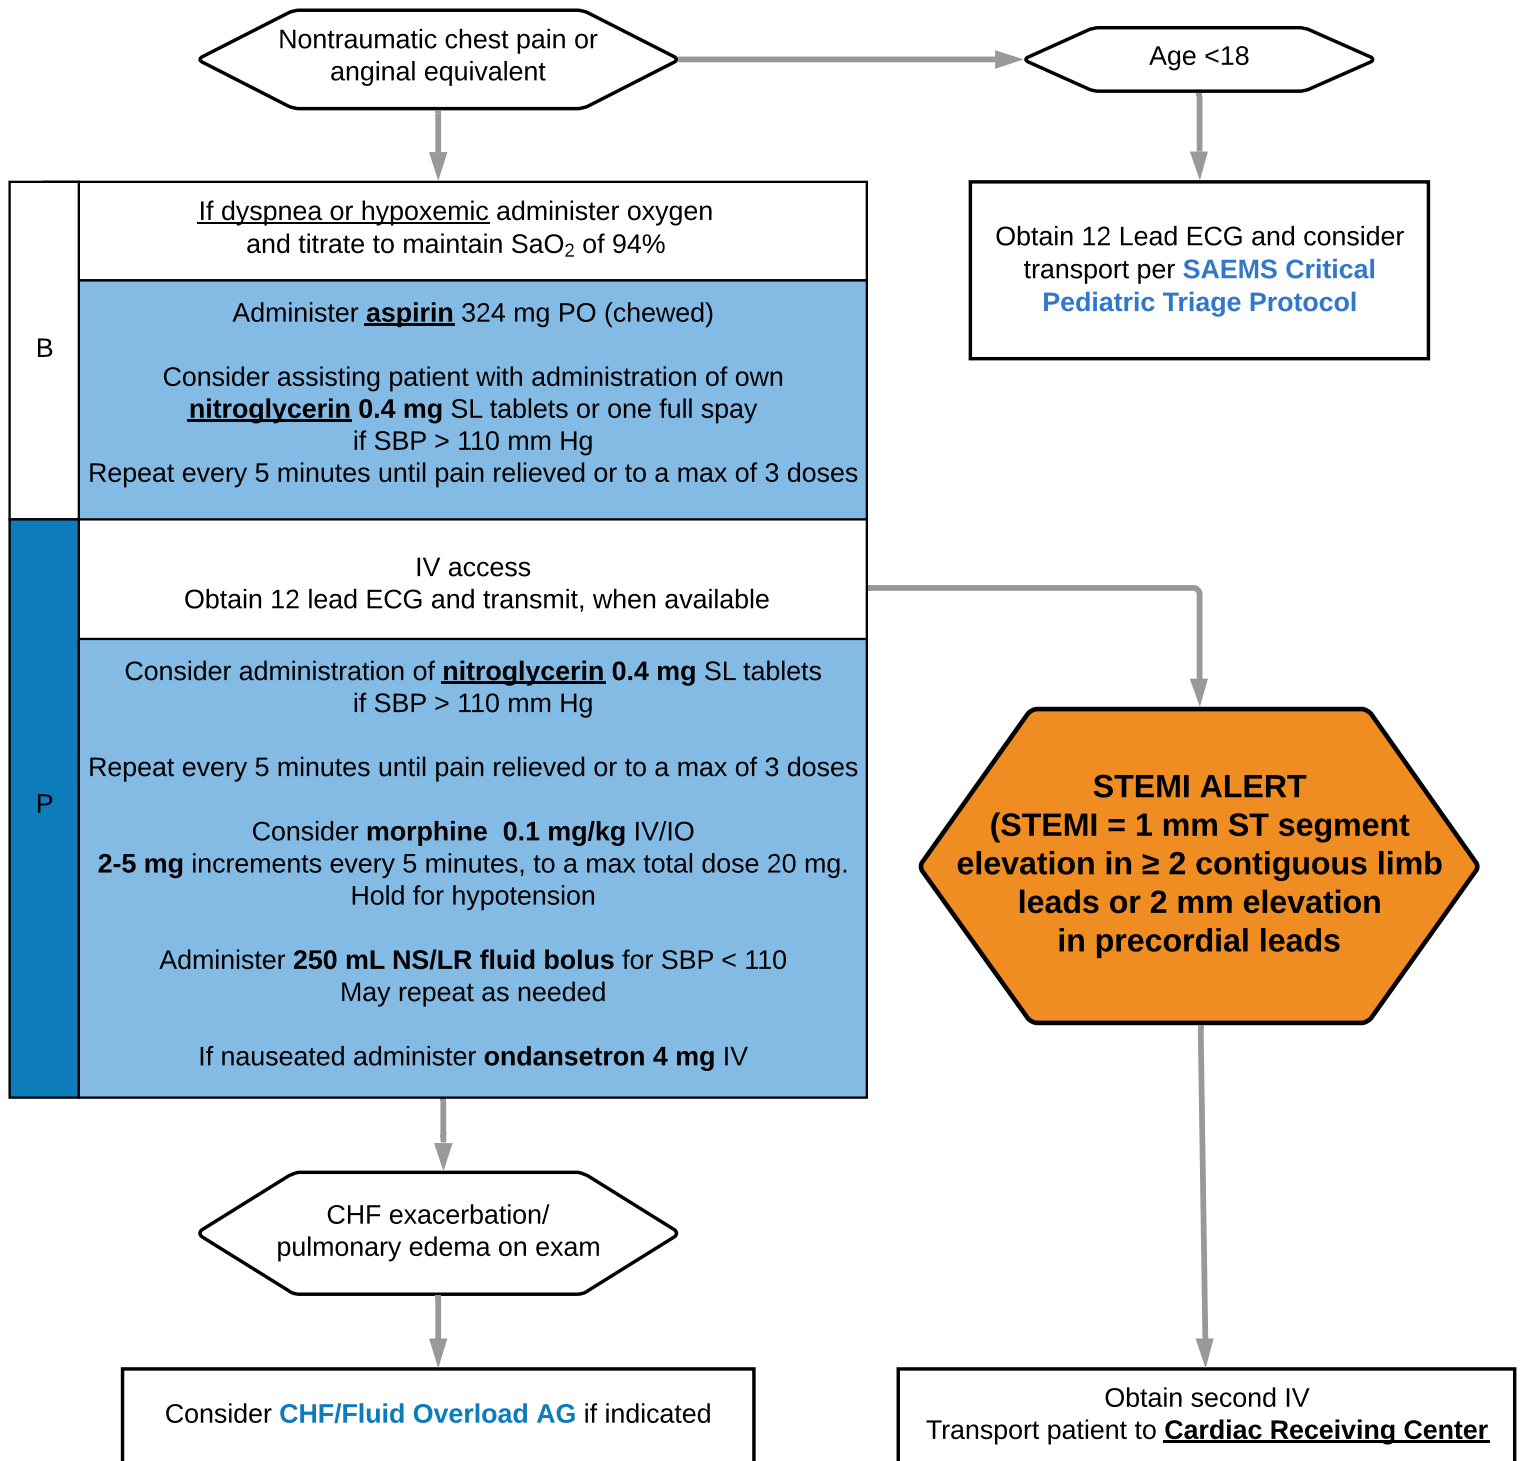 Nontraumatic chest pain or
anginal equivalent
Age <18
B
If dyspnea or hypoxemic administer oxygen
and titrate to maintain SaO₂ of 94%
Administer aspirin 324 mg PO (chewed)
Consider assisting patient with administration of own
nitroglycerin 0.4 mg SL tablets or one full spay
if SBP > 110 mm Hg
Repeat every 5 minutes until pain relieved or to a max of 3 doses
Obtain 12 Lead ECG and consider
transport per SAEMS Critical
Pediatric Triage Protocol
P
IV access
Obtain 12 lead ECG and transmit, when available
Consider administration of nitroglycerin 0.4 mg SL tablets
if SBP > 110 mm Hg
Repeat every 5 minutes until pain relieved or to a max of 3 doses
Consider morphine  0.1 mg/kg IV/IO
2-5 mg increments every 5 minutes, to a max total dose 20 mg.
Hold for hypotension
Administer 250 mL NS/LR fluid bolus for SBP < 110
May repeat as needed
If nauseated administer ondansetron 4 mg IV
STEMI ALERT
(STEMI = 1 mm ST segment
elevation in ≥ 2 contiguous limb
leads or 2 mm elevation
in precordial leads
CHF exacerbation/
pulmonary edema on exam
Consider CHF/Fluid Overload AG if indicated
Obtain second IV
Transport patient to Cardiac Receiving Center